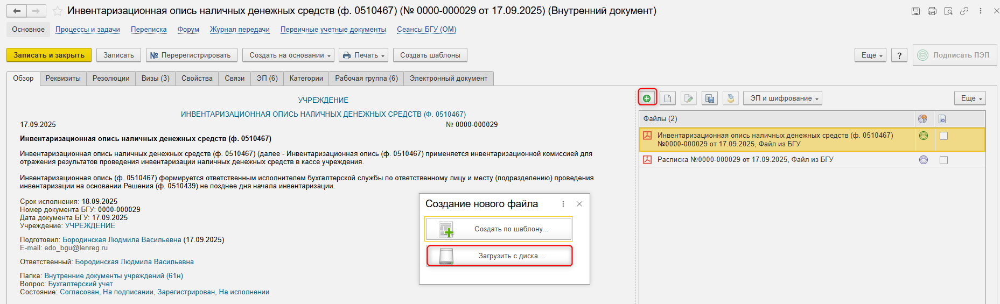 Инвентаризационная опись наличных денежных средств (ф. 0510467) (№ 0000-000029 от 17.09.2025) (Внутренний документ)
Основное Процессы и задачи Переписка Форум Журнал передачи Первичные учетные документы Сеансы БГУ (ОМ)
Записать и закрыть Записать № Перерегистрировать Создать на основании Печать Создать шаблоны Еще ? Подписать ПЭП
Обзор Реквизиты Резолюции Визы (3) Свойства Связи ЭП (6) Категории Рабочая группа (6) Электронный документ
УЧРЕЖДЕНИЕ
ИНВЕНТАРИЗАЦИОННАЯ ОПИСЬ НАЛИЧНЫХ ДЕНЕЖНЫХ СРЕДСТВ (Ф. 0510467)
17.09.2025 № 0000-000029
Инвентаризационная опись наличных денежных средств (ф. 0510467)
Инвентаризационная опись наличных денежных средств (ф. 0510467) (далее - Инвентаризационная опись (ф. 0510467) применяется инвентаризационной комиссией для
отражения результатов проведения инвентаризации наличных денежных средств в кассе учреждения.
Инвентаризационная опись (ф. 0510467) формируется ответственным исполнителем бухгалтерской службы по ответственному лицу и месту (подразделению) проведения
инвентаризации на основании Решения (ф. 0510439) не позднее дня начала инвентаризации.
Срок исполнения: 18.09.2025
Номер документа БГУ: 0000-000029
Дата документа БГУ: 17.09.2025
Учреждение: УЧРЕЖДЕНИЕ
Подготовил: Бородинская Людмила Васильевна (17.09.2025)
E-mail: edo_bgu@lenreg.ru
Ответственный: Бородинская Людмила Васильевна
Папка: Внутренние документы учреждений (61н)
Вопрос: Бухгалтерский учет
Состояние: Согласован, На подписании, Зарегистрирован, На исполнении
Создание нового файла
Создать по шаблону...
Загрузить с диска...
ЭП и шифрование Еще
Файлы (2)
Инвентаризационная опись наличных денежных средств (ф. 0510467)
№0000-000029 от 17.09.2025, Файл из БГУ
Расписка №0000-000029 от 17.09.2025, Файл из БГУ